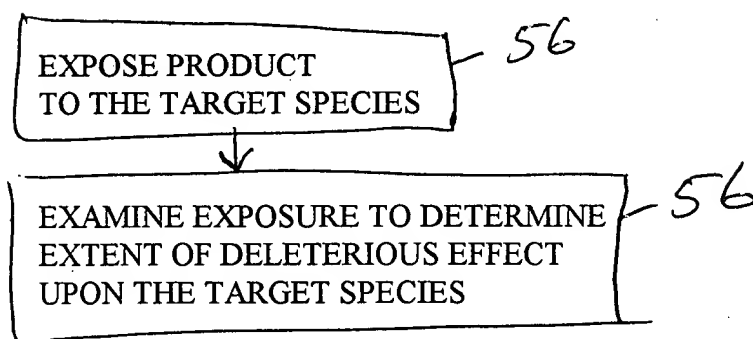 EXPOSE PRODUCT
TO THE TARGET SPECIES
56
EXAMINE EXPOSURE TO DETERMINE
EXTENT OF DELETERIOUS EFFECT
UPON THE TARGET SPECIES
56